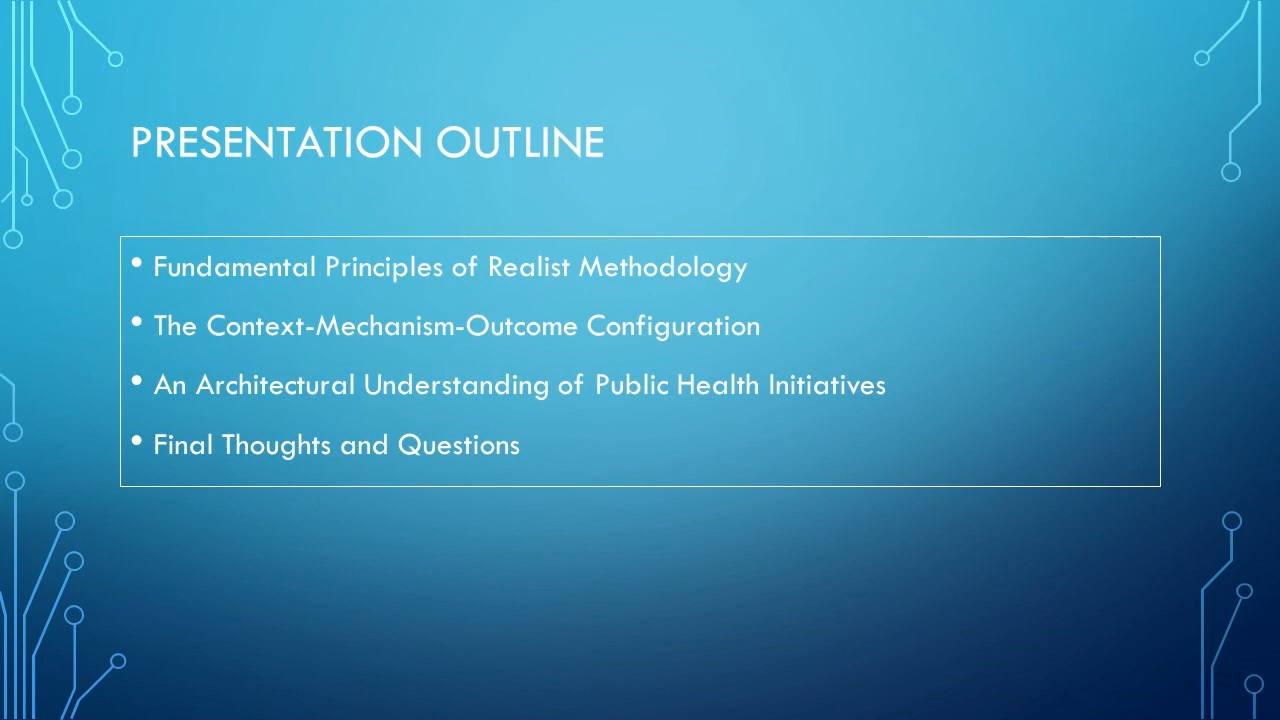 PRESENTATION OUTLINE
• Fundamental Principles of Realist Methodology
• The Context-Mechanism-Outcome Configuration
• An Architectural Understanding of Public Health Initiatives
• Final Thoughts and Questions